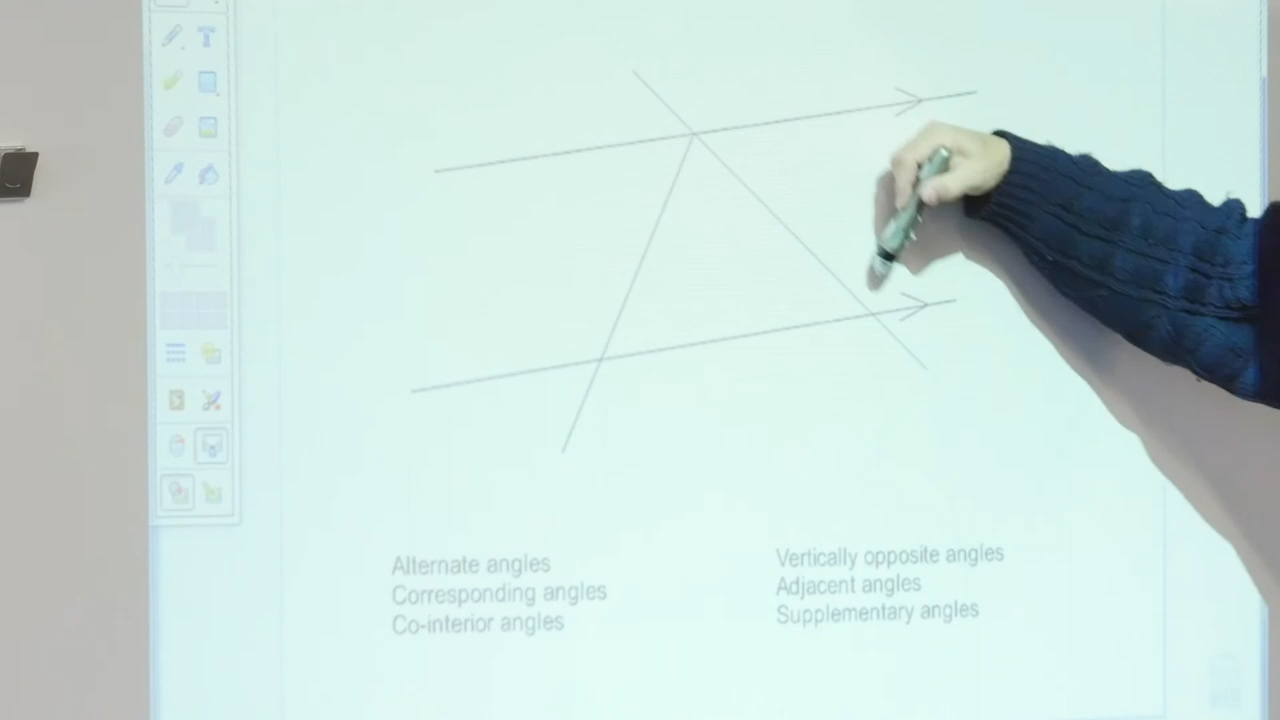 Alternate angles
Corresponding angles
Co-interior angles
Vertically opposite angles
Adjacent angles
Supplementary angles